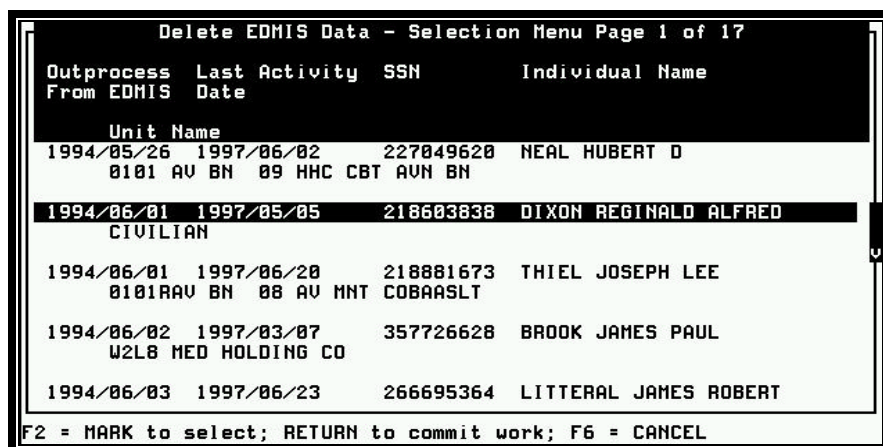 Delete EDMIS Data - Selection Menu Page 1 of 17
Outprocess Last Activity SSN Individual Name
From EDMIS Date
Unit Name
1994/05/26 1997/06/02 227049620 NEAL HUBERT D
0101 AV BN 09 HHC CBT AVN BN
1994/06/01 1997/05/05 218603838 DIXON REGINALD ALFRED
CIVILIAN
1994/06/01 1997/06/20 218881673 THIEL JOSEPH LEE
0101RAV BN 08 AV MNT COBAASLT
1994/06/02 1997/03/07 357726628 BROOK JAMES PAUL
W2L8 MED HOLDING CO
1994/06/03 1997/06/23 266695364 LITTERAL JAMES ROBERT
v
F2 = MARK to select; RETURN to commit work; F6 = CANCEL